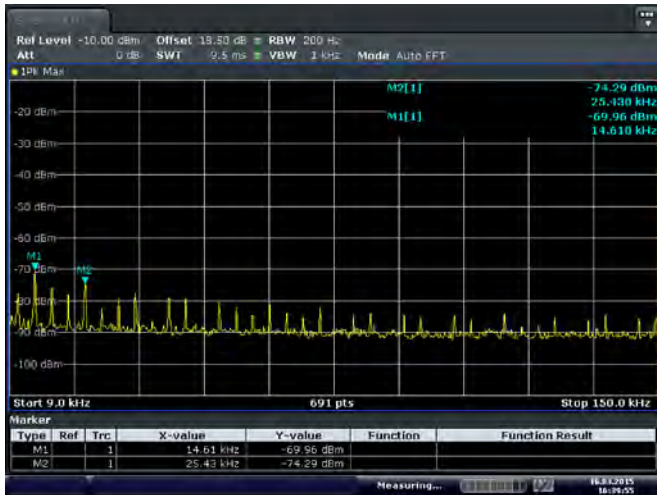 Ref Level -10.00 dBm Offset 18.50 dB RBW 200 Hz
Att 0 dB SWT 9.5 ms VBW 1 kHz Mode Auto FFT
1Pk Max
M2[1] -74.29 dBm
25.430 kHz
M1[1] -69.96 dBm
14.610 kHz
-20 dBm
-30 dBm
-40 dBm
-50 dBm
-60 dBm
M1
-70 dBm
M2
-80 dBm
-90 dBm
-100 dBm
Start 9.0 kHz 691 pts Stop 150.0 kHz
Marker
Type Ref Trc X-value Y-value Function Function Result
M1 1 14.61 kHz -69.96 dBm
M2 1 25.43 kHz -74.29 dBm
Measuring...
16:39:55